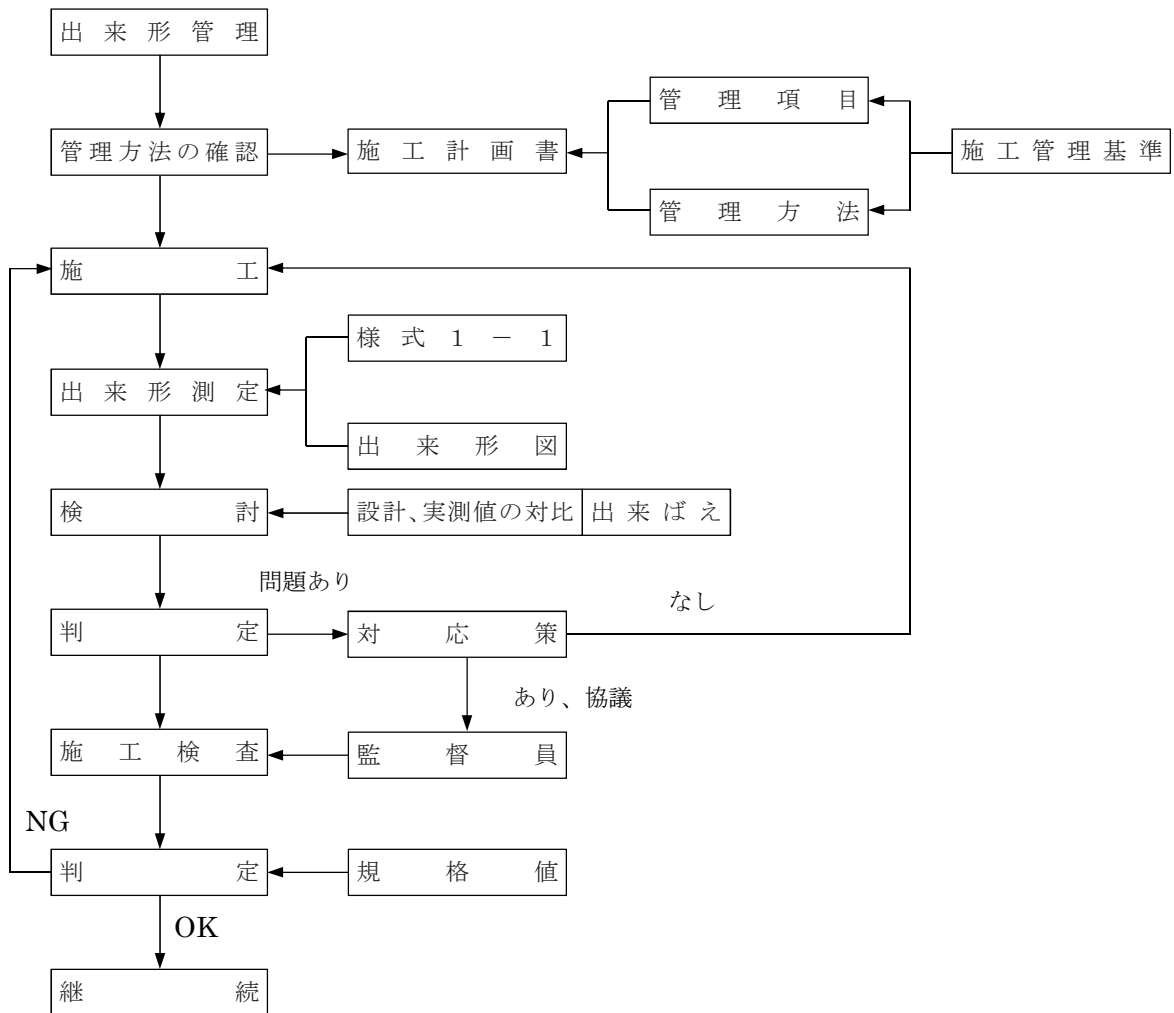 出来形管理
管理項目
管理方法の確認
施工計画書
施工管理基準
管理方法
施工
様式１－１
出来形測定
出来形図
検討
設計、実測値の対比
出来ばえ
問題あり
なし
判定
対応策
あり、協議
施工検査
監督員
NG
判定
規格値
OK
継続